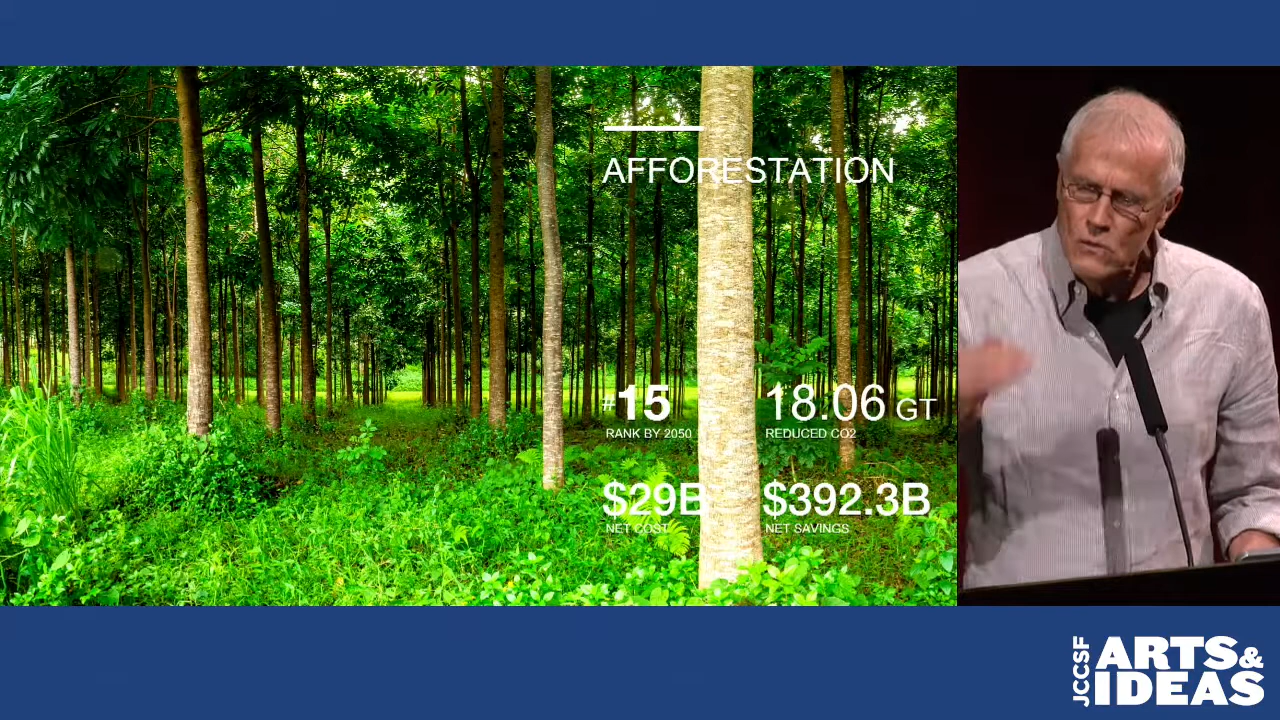 AFFORESTATION
#15
RANK BY 2050
18.06 GT
REDUCED CO2
$29B
NET COST
$392.3B
NET SAVINGS
JCCSF
ARTS&
IDEAS